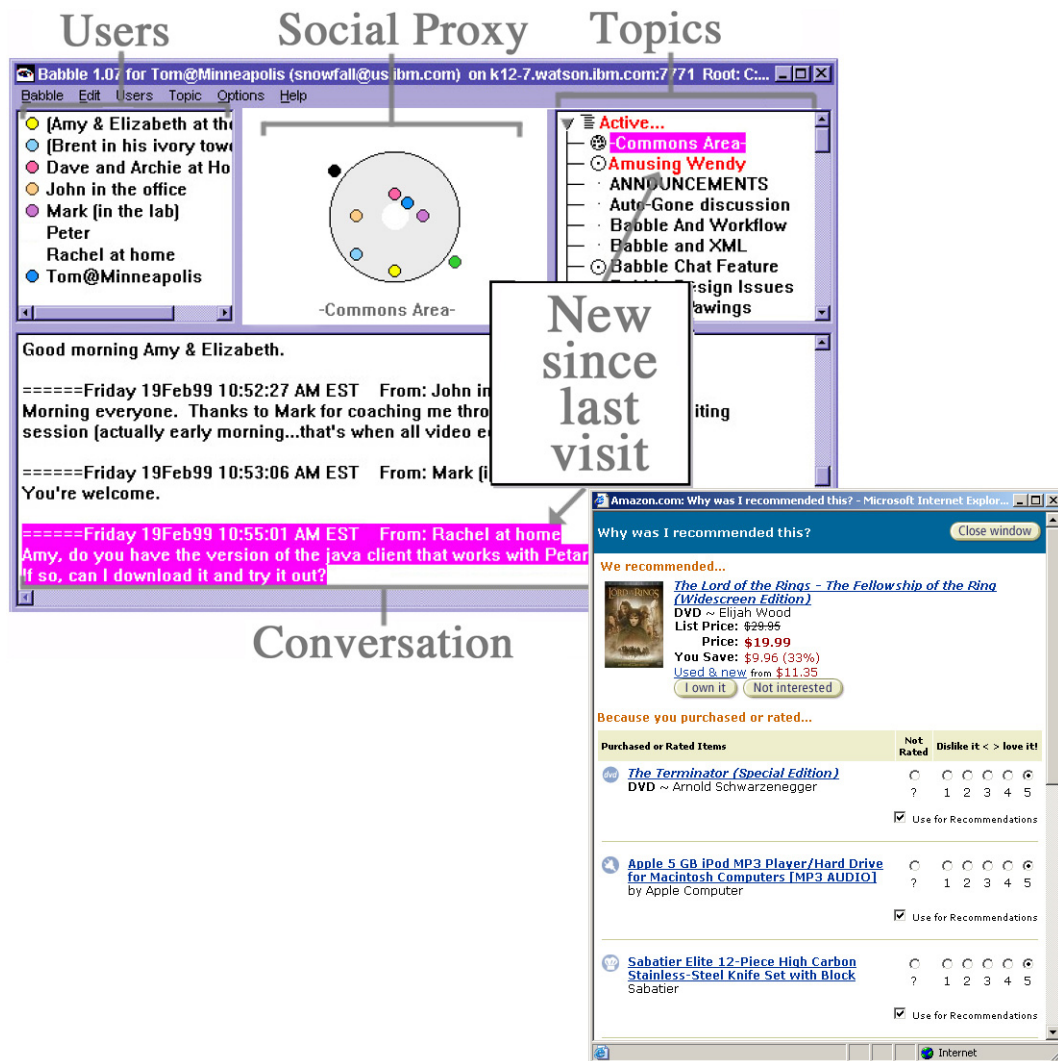 Users Social Proxy Topics
Babble 1.07 for Tom@Minneapolis (snowfall@us.ibm.com) on k12-7.watson.ibm.com:7771 Root: C:...
Babble Edit Users Topic Options Help
(Amy & Elizabeth at the
(Brent in his ivory towe
Dave and Archie at Ho
John in the office
Mark (in the lab)
Peter
Rachel at home
Tom@Minneapolis
-Commons Area-
Active...
-Commons Area-
Amusing Wendy
ANNOUNCEMENTS
Auto-Gone discussion
Babble And Workflow
Babble and XML
Babble Chat Feature
Design Issues
New
since
last
visit
Good morning Amy & Elizabeth.
======Friday 19Feb99 10:52:27 AM EST From: John in
Morning everyone. Thanks to Mark for coaching me thro iting
session (actually early morning...that's when all video e
======Friday 19Feb99 10:53:06 AM EST From: Mark (i
You're welcome.
======Friday 19Feb99 10:55:01 AM EST From: Rachel at home
Amy, do you have the version of the java client that works with Petar
If so, can I download it and try it out?
Conversation
Amazon.com: Why was I recommended this? - Microsoft Internet Explor...
Why was I recommended this? Close window
We recommended...
LORD OF THE RINGS
The Lord of the Rings - The Fellowship of the Ring
(Widescreen Edition)
DVD ~ Elijah Wood
List Price: $29.95
Price: $19.99
You Save: $9.96 (33%)
Used & new from $11.35
I own it Not interested
Because you purchased or rated...
Purchased or Rated Items Not Rated Dislike it < > love it!
dvd The Terminator (Special Edition)
DVD ~ Arnold Schwarzenegger
? 1 2 3 4 5
Use for Recommendations
Apple 5 GB iPod MP3 Player/Hard Drive
for Macintosh Computers [MP3 AUDIO]
by Apple Computer
? 1 2 3 4 5
Use for Recommendations
Sabatier Elite 12-Piece High Carbon
Stainless-Steel Knife Set with Block
Sabatier
? 1 2 3 4 5
Use for Recommendations
Internet